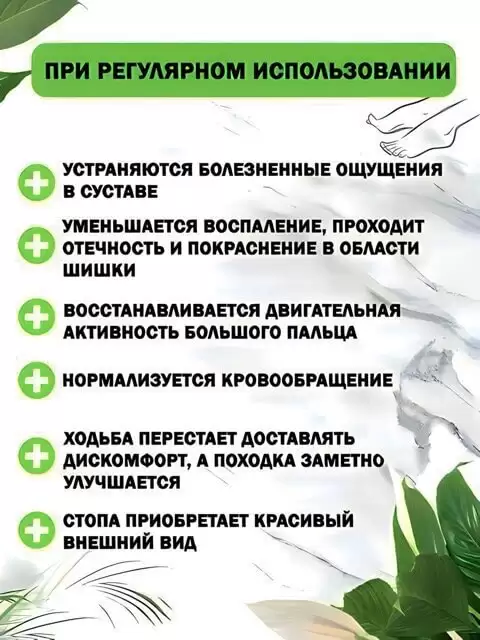 ПРИ РЕГУЛЯРНОМ ИСПОЛЬЗОВАНИИ
УСТРАНЯЮТСЯ БОЛЕЗНЕННЫЕ ОЩУЩЕНИЯ
В СУСТАВЕ
УМЕНЬШАЕТСЯ ВОСПАЛЕНИЕ, ПРОХОДИТ
ОТЕЧНОСТЬ И ПОКРАСНЕНИЕ В ОБЛАСТИ
ШИШКИ
ВОССТАНАВЛИВАЕТСЯ ДВИГАТЕЛЬНАЯ
АКТИВНОСТЬ БОЛЬШОГО ПАЛЬЦА
НОРМАЛИЗУЕТСЯ КРОВООБРАЩЕНИЕ
ХОДЬБА ПЕРЕСТАЕТ ДОСТАВЛЯТЬ
ДИСКОМФОРТ, А ПОХОДКА ЗАМЕТНО
УЛУЧШАЕТСЯ
СТОПА ПРИОБРЕТАЕТ КРАСИВЫЙ
ВНЕШНИЙ ВИД